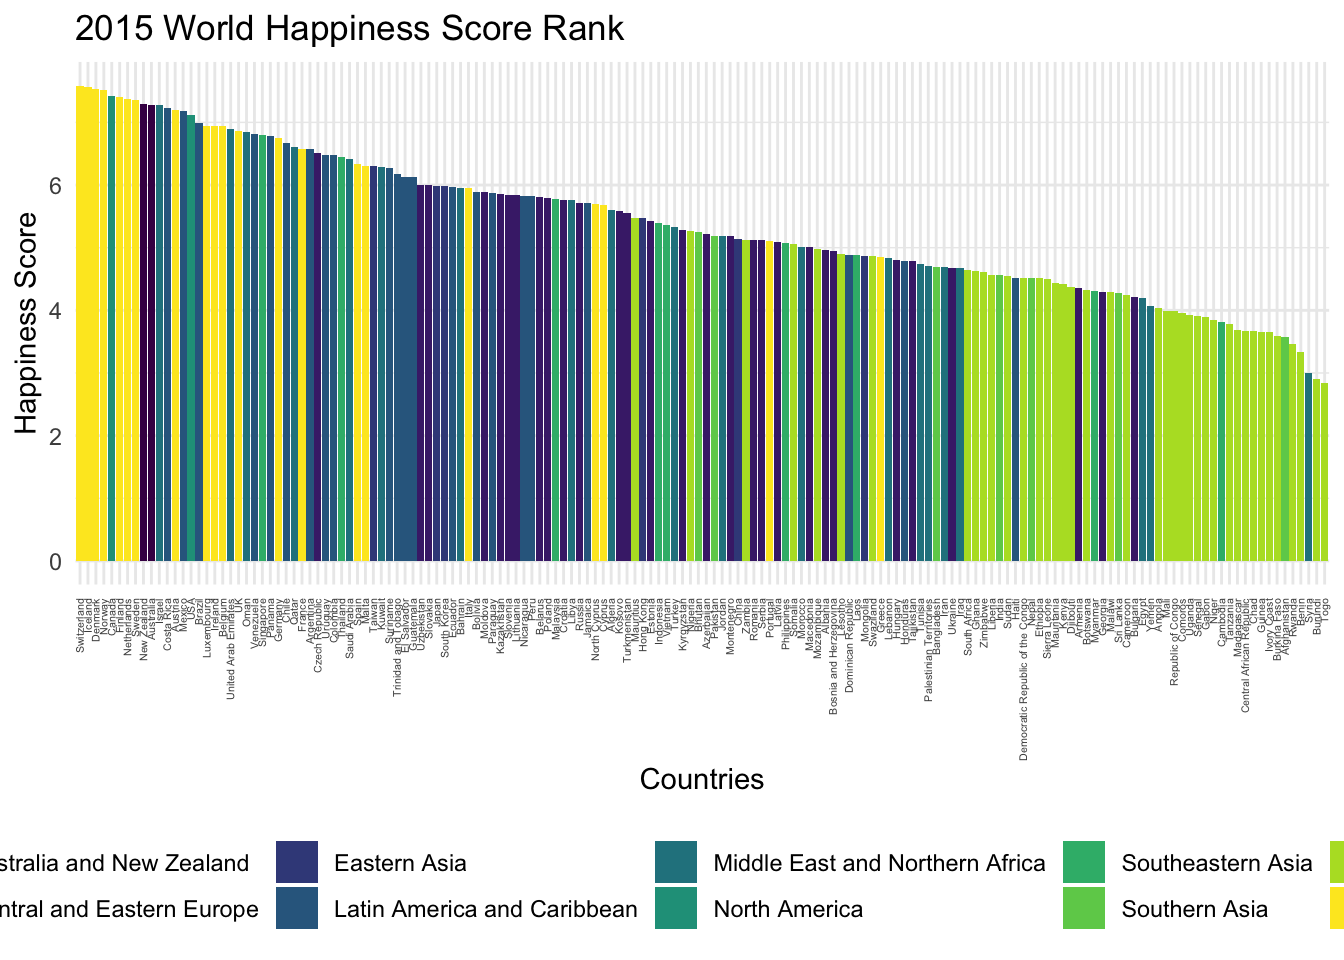 2015 World Happiness Score Rank
Happiness Score
6
4
2
0
Switzerland
Iceland
Denmark
Norway
Canada
Finland
Netherlands
Sweden
New Zealand
Australia
Israel
Costa Rica
Austria
Mexico
USA
Brazil
Luxembourg
Ireland
Belgium
United Arab Emirates
UK
Oman
Venezuela
Singapore
Panama
Germany
Chile
Qatar
France
Argentina
Czech Republic
Uruguay
Colombia
Thailand
Saudi Arabia
Spain
Malta
Taiwan
Kuwait
Suriname
Trinidad and Tobago
El Salvador
Guatemala
Uzbekistan
Slovakia
Japan
South Korea
Ecuador
Bahrain
Italy
Bolivia
Moldova
Paraguay
Kazakhstan
Slovenia
Lithuania
Nicaragua
Peru
Belarus
Poland
Malaysia
Croatia
Libya
Russia
Jamaica
North Cyprus
Cyprus
Algeria
Kosovo
Turkmenistan
Mauritius
Hong Kong
Estonia
Indonesia
Vietnam
Turkey
Kyrgyzstan
Nigeria
Bhutan
Azerbaijan
Pakistan
Jordan
Montenegro
China
Zambia
Romania
Serbia
Portugal
Latvia
Philippines
Somalia
Morocco
Macedonia
Mozambique
Albania
Bosnia and Herzegovina
Lesotho
Dominican Republic
Laos
Mongolia
Swaziland
Greece
Lebanon
Hungary
Honduras
Tajikistan
Tunisia
Palestinian Territories
Bangladesh
Iran
Ukraine
Iraq
South Africa
Ghana
Zimbabwe
Liberia
India
Sudan
Haiti
Democratic Republic of the Congo
Nepal
Ethiopia
Sierra Leone
Mauritania
Kenya
Djibouti
Armenia
Botswana
Myanmar
Georgia
Malawi
Sri Lanka
Cameroon
Bulgaria
Egypt
Yemen
Angola
Mali
Republic of Congo
Comoros
Uganda
Senegal
Gabon
Niger
Cambodia
Tanzania
Madagascar
Central African Republic
Chad
Guinea
Ivory Coast
Burkina Faso
Afghanistan
Rwanda
Benin
Syria
Burundi
Togo
Countries
stralia and New Zealand
Eastern Asia
Middle East and Northern Africa
Southeastern Asia
ntral and Eastern Europe
Latin America and Caribbean
North America
Southern Asia